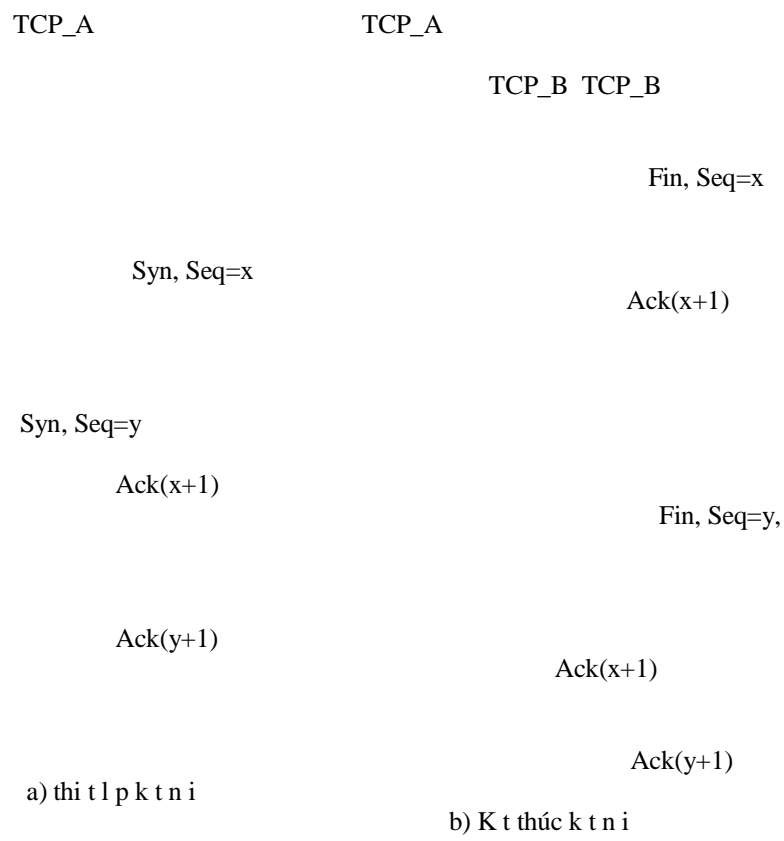 TCP_A TCP_A
TCP_B TCP_B
Fin, Seq=x
Syn, Seq=x
Ack(x+1)
Syn, Seq=y
Ack(x+1)
Fin, Seq=y,
Ack(y+1)
Ack(x+1)
Ack(y+1)
a) thi t l p k t n i
b) K t thúc k t n i